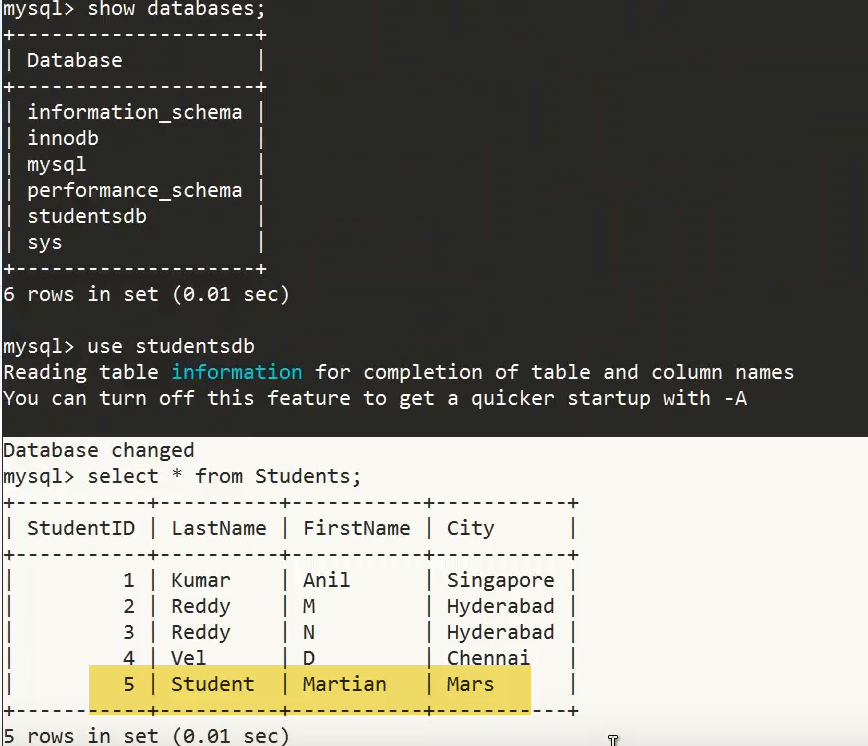 mysql> show databases;
+--------------------+
| Database           |
+--------------------+
| information_schema |
| innodb             |
| mysql              |
| performance_schema |
| studentsdb         |
| sys                |
+--------------------+
6 rows in set (0.01 sec)
mysql> use studentsdb
Reading table information for completion of table and column names
You can turn off this feature to get a quicker startup with -A
Database changed
mysql> select * from Students;
+-----------+----------+-----------+-----------+
| StudentID | LastName | FirstName | City      |
+-----------+----------+-----------+-----------+
|         1 | Kumar    | Anil      | Singapore |
|         2 | Reddy    | M         | Hyderabad |
|         3 | Reddy    | N         | Hyderabad |
|         4 | Vel      | D         | Chennai   |
|         5 | Student  | Martian   | Mars      |
+-----------+----------+-----------+-----------+
5 rows in set (0.01 sec)